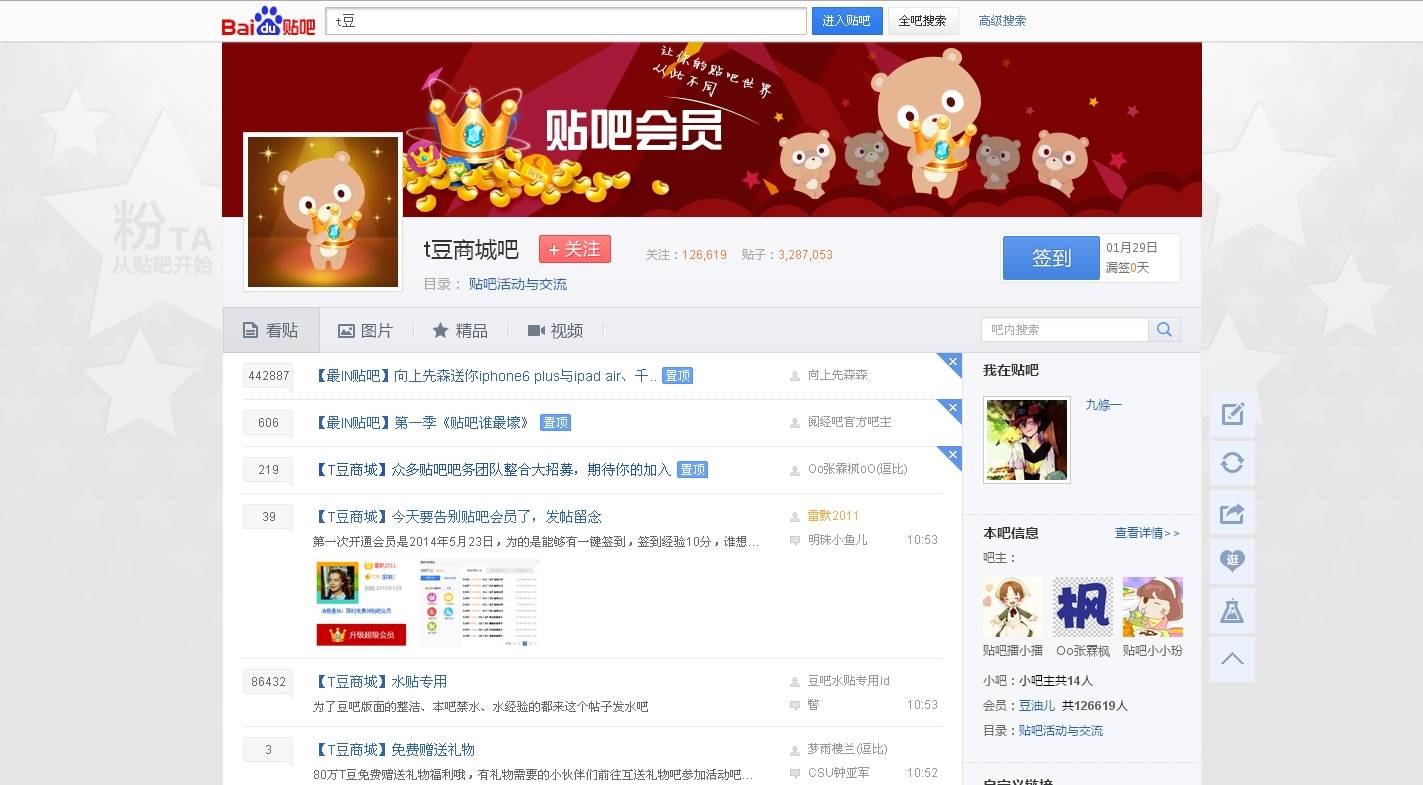 Bai du 贴吧
t豆
进入贴吧
全吧搜索
高级搜索
让你的贴吧世界
从此不同
贴吧会员
粉TA
从贴吧开始
t豆商城吧
+ 关注
关注：126,619 贴子：3,287,053
目录： 贴吧活动与交流
签到
01月29日
漏签0天
看贴
图片
精品
视频
吧内搜索
442887 【最IN贴吧】向上先森送你iphone6 plus与ipad air、千.. 置顶 向上先森森
606 【最IN贴吧】第一季《贴吧谁最壕》 置顶 阅经吧官方吧主
219 【T豆商城】众多贴吧吧务团队整合大招募，期待你的加入 置顶 Oo张霖枫oO(逗比)
39 【T豆商城】今天要告别贴吧会员了，发帖留念 雷默2011
第一次开通会员是2014年5月23日，为的是能够有一键签到，签到经验10分，谁想... 明珠小鱼儿 10:53
升级超级会员
86432 【T豆商城】水贴专用 豆吧水贴专用id
为了豆吧版面的整洁、本吧禁水、水经验的都来这个帖子发水吧 10:53
3 【T豆商城】免费赠送礼物 梦雨楼兰(逗比)
80万T豆免费赠送礼物福利哦，有礼物需要的小伙伴们前往互送礼物吧参加活动吧... CSU钟亚军 10:52
我在贴吧
九條一
本吧信息 查看详情>>
吧主：
枫
贴吧播小播 Oo张霖枫 贴吧小小玢
小吧：小吧主共14人
会员：豆油儿 共126619人
目录：贴吧活动与交流
自定义链接
逛